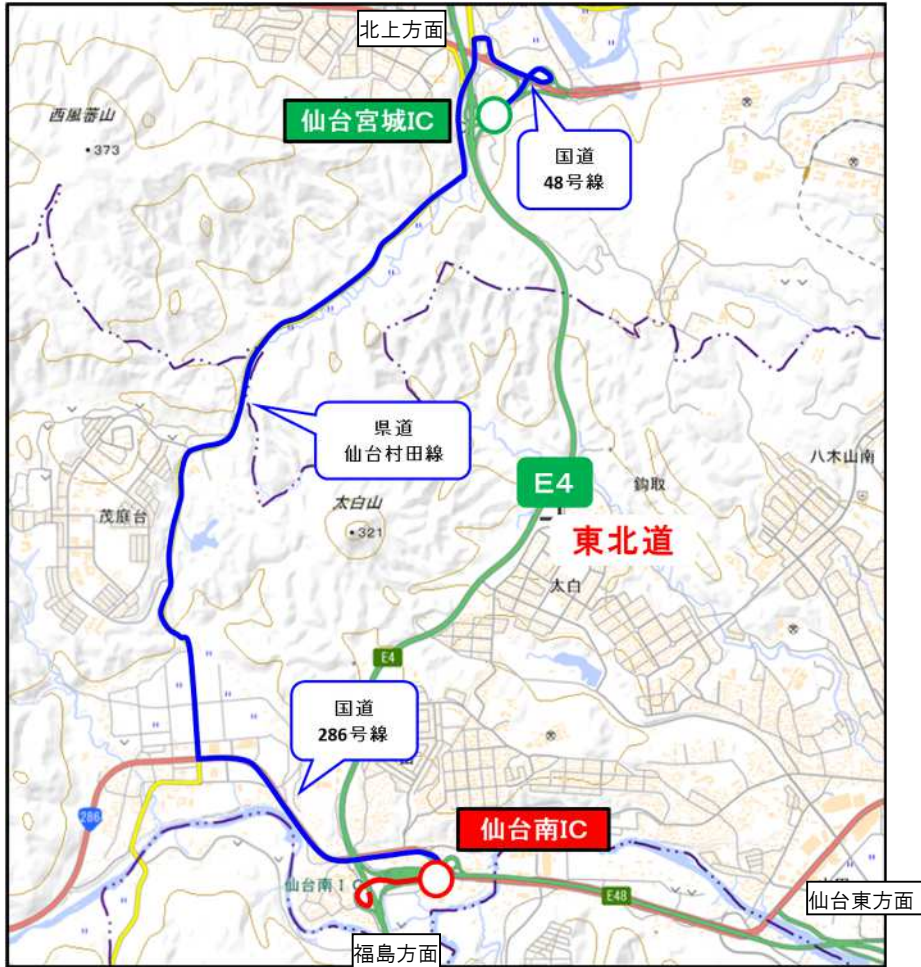 北上方面
仙台宮城IC
西風蕃山
・373
国道
48号線
県道
仙台村田線
八木山南
E4
鈎取
茂庭台
太白山
・321
東北道
太白
E4
国道
286号線
286
仙台南IC
仙台南IC
E48
仙台東方面
福島方面